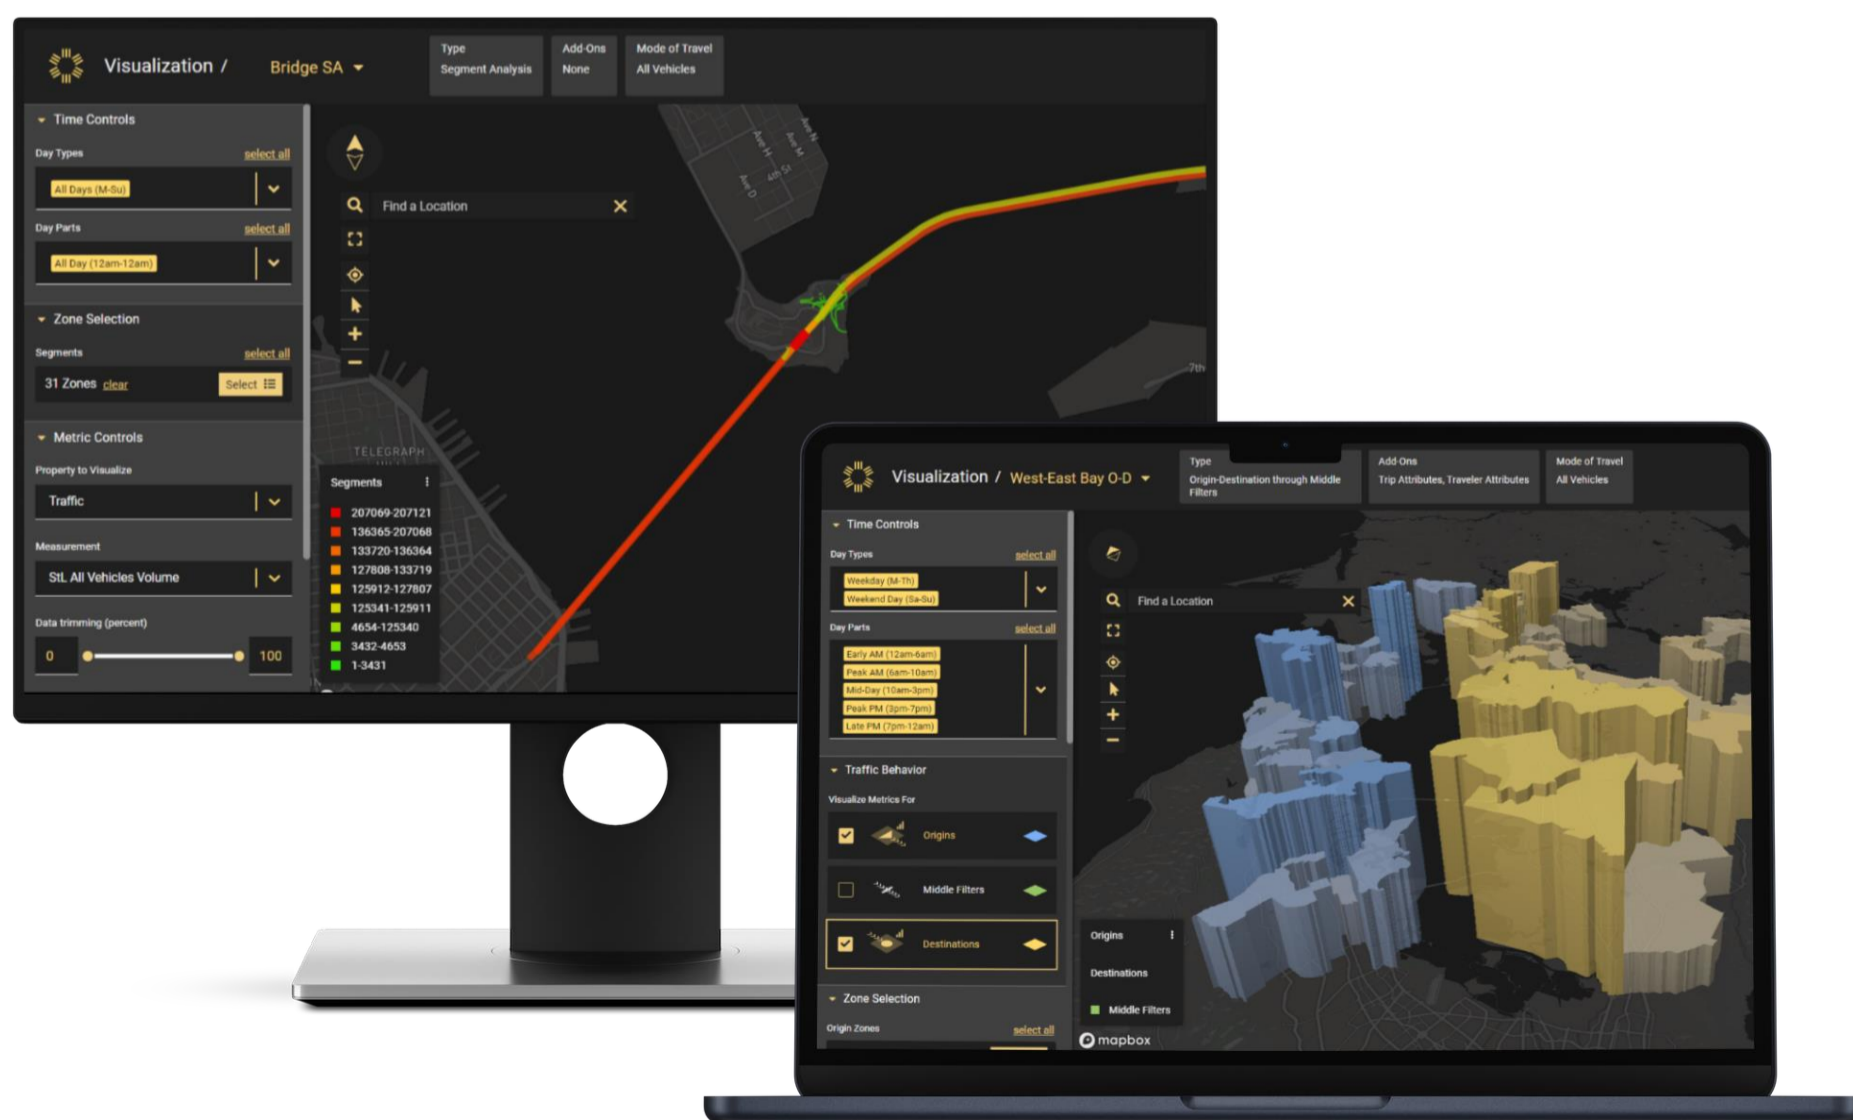 Visualization / Bridge SA
Type
Segment Analysis
Add-Ons
None
Mode of Travel
All Vehicles
Time Controls
Day Types select all
All Days (M-Su)
Day Parts select all
All Day (12am-12am)
Zone Selection
Segments select all
31 Zones clear Select
Metric Controls
Property to Visualize
Traffic
Measurement
StL All Vehicles Volume
Data trimming (percent)
0 100
Find a Location
Ave N
Ave M
Ave H
4th St
Ave D
7th
TELEGRAPH
Segments
207069-207121
136365-207068
133720-136364
127808-133719
125912-127807
125341-125911
4654-125340
3432-4653
1-3431
Visualization / West-East Bay O-D
Type
Origin-Destination through Middle
Filters
Add-Ons
Trip Attributes, Traveler Attributes
Mode of Travel
All Vehicles
Time Controls
Day Types select all
Weekday (M-Th)
Weekend Day (Sa-Su)
Day Parts select all
Early AM (12am-6am)
Peak AM (6am-10am)
Mid-Day (10am-3pm)
Peak PM (3pm-7pm)
Late PM (7pm-12am)
Traffic Behavior
Visualize Metrics For
Origins
Middle Filters
Destinations
Zone Selection
Origin Zones select all
Find a Location
Origins
Destinations
Middle Filters
mapbox